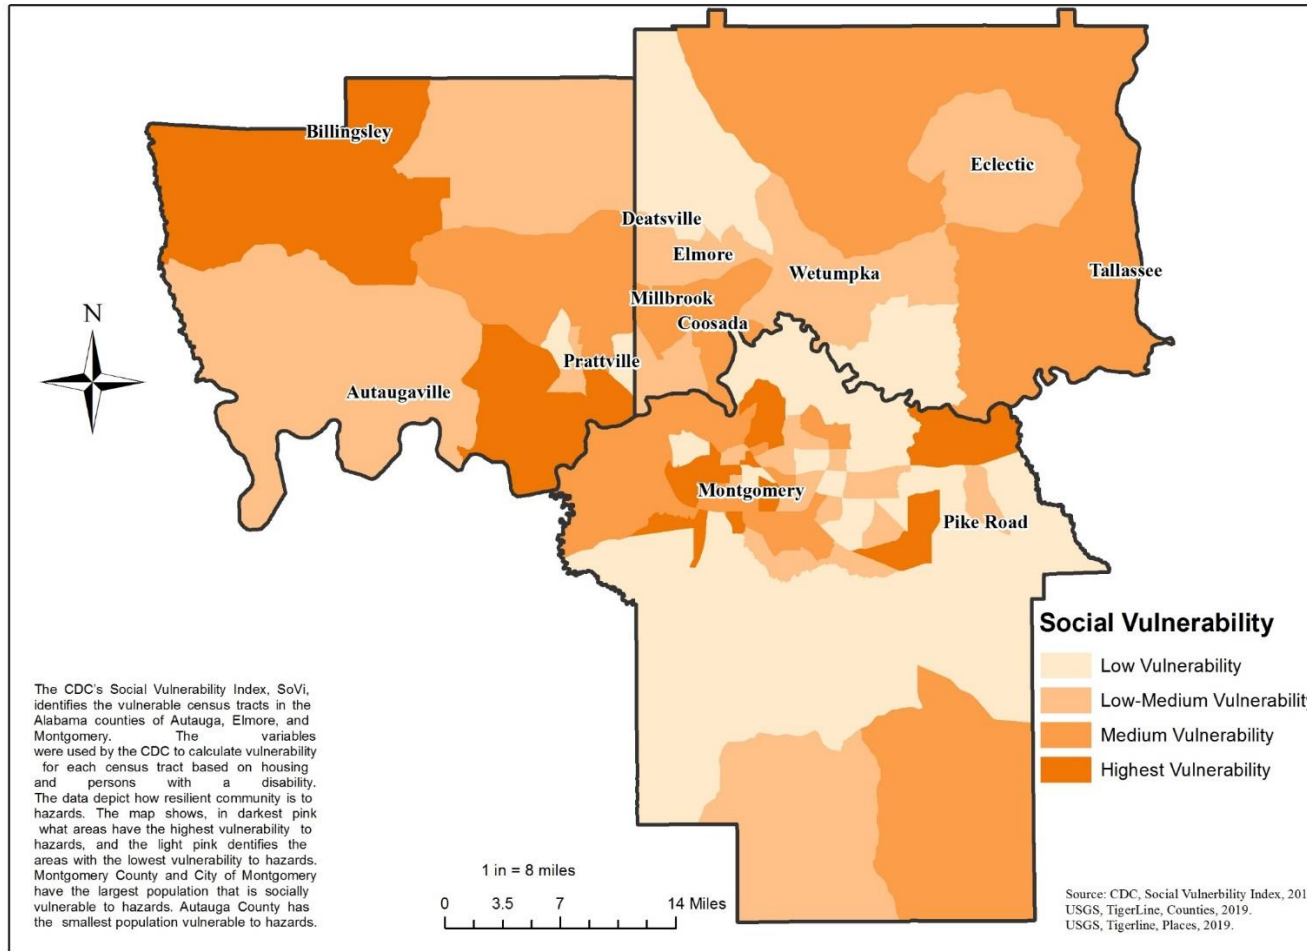 Billingsley
Eclectic
Deatsville
Elmore
Wetumpka
Tallassee
Millbrook
Coosada
N
Prattville
Autaugaville
Montgomery
Pike Road
Social Vulnerability
Low Vulnerability
Low-Medium Vulnerability
Medium Vulnerability
Highest Vulnerability
The CDC's Social Vulnerability Index, SoVi,
identifies the vulnerable census tracts in the
Alabama counties of Autauga, Elmore, and
Montgomery. The variables
were used by the CDC to calculate vulnerability
for each census tract based on housing
and persons with a disability.
The data depict how resilient community is to
hazards. The map shows, in darkest pink
what areas have the highest vulnerability to
hazards, and the light pink dentifies the
areas with the lowest vulnerability to hazards.
Montgomery County and City of Montgomery
have the largest population that is socially
vulnerable to hazards. Autauga County has
the smallest population vulnerable to hazards.
1 in = 8 miles
0 3.5 7 14 Miles
Source: CDC, Social Vulnerbility Index, 201
USGS, TigerLine, Counties, 2019.
USGS, Tigerline, Places, 2019.